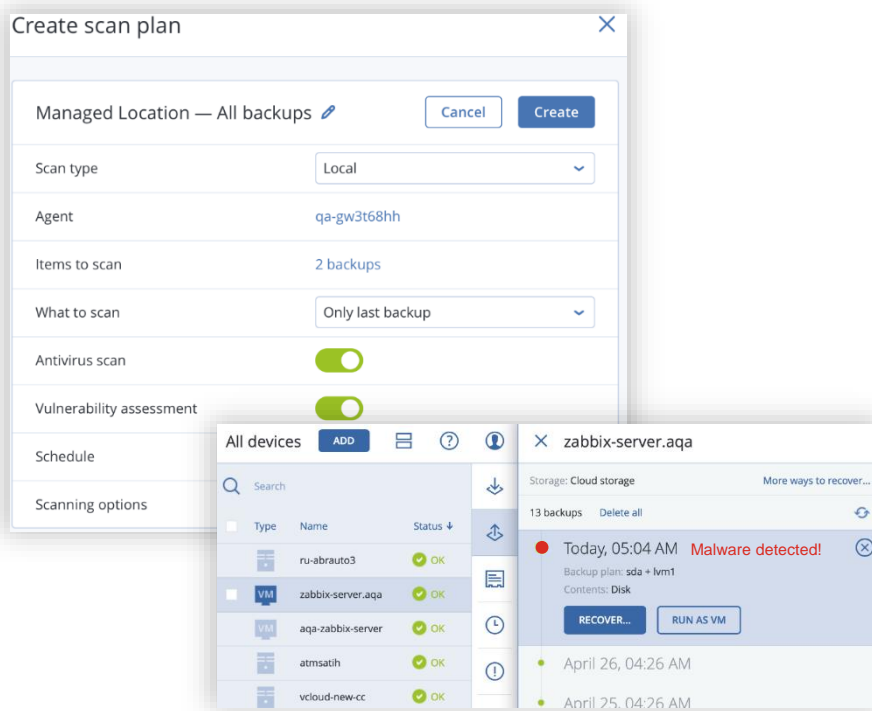 Create scan plan
Managed Location — All backups
Cancel
Create
Scan type
Local
Agent
qa-gw3t68hh
Items to scan
2 backups
What to scan
Only last backup
Antivirus scan
Vulnerability assessment
Schedule
Scanning options
All devices
ADD
Search
Type Name Status
ru-abrauto3 OK
VM zabbix-server.aqa OK
VM aqa-zabbix-server OK
atmsatih OK
vcloud-new-cc OK
zabbix-server.aqa
Storage: Cloud storage More ways to recover...
13 backups Delete all
Today, 05:04 AM Malware detected!
Backup plan: sda + lvm1
Contents: Disk
RECOVER... RUN AS VM
April 26, 04:26 AM
April 25, 04:26 AM